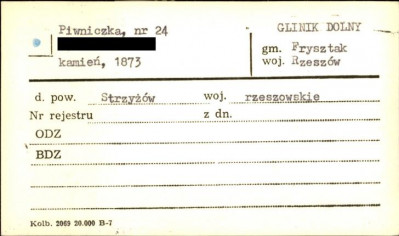 Piwniczka, nr 24
kamień, 1873
GLINIK DOLNY
gm. Frysztak
woj. Rzeszów
d. pow. Strzyżów woj. rzeszowskie
Nr rejestru z dn.
ODZ
BDZ
Kolb. 2069 20.000 B-7